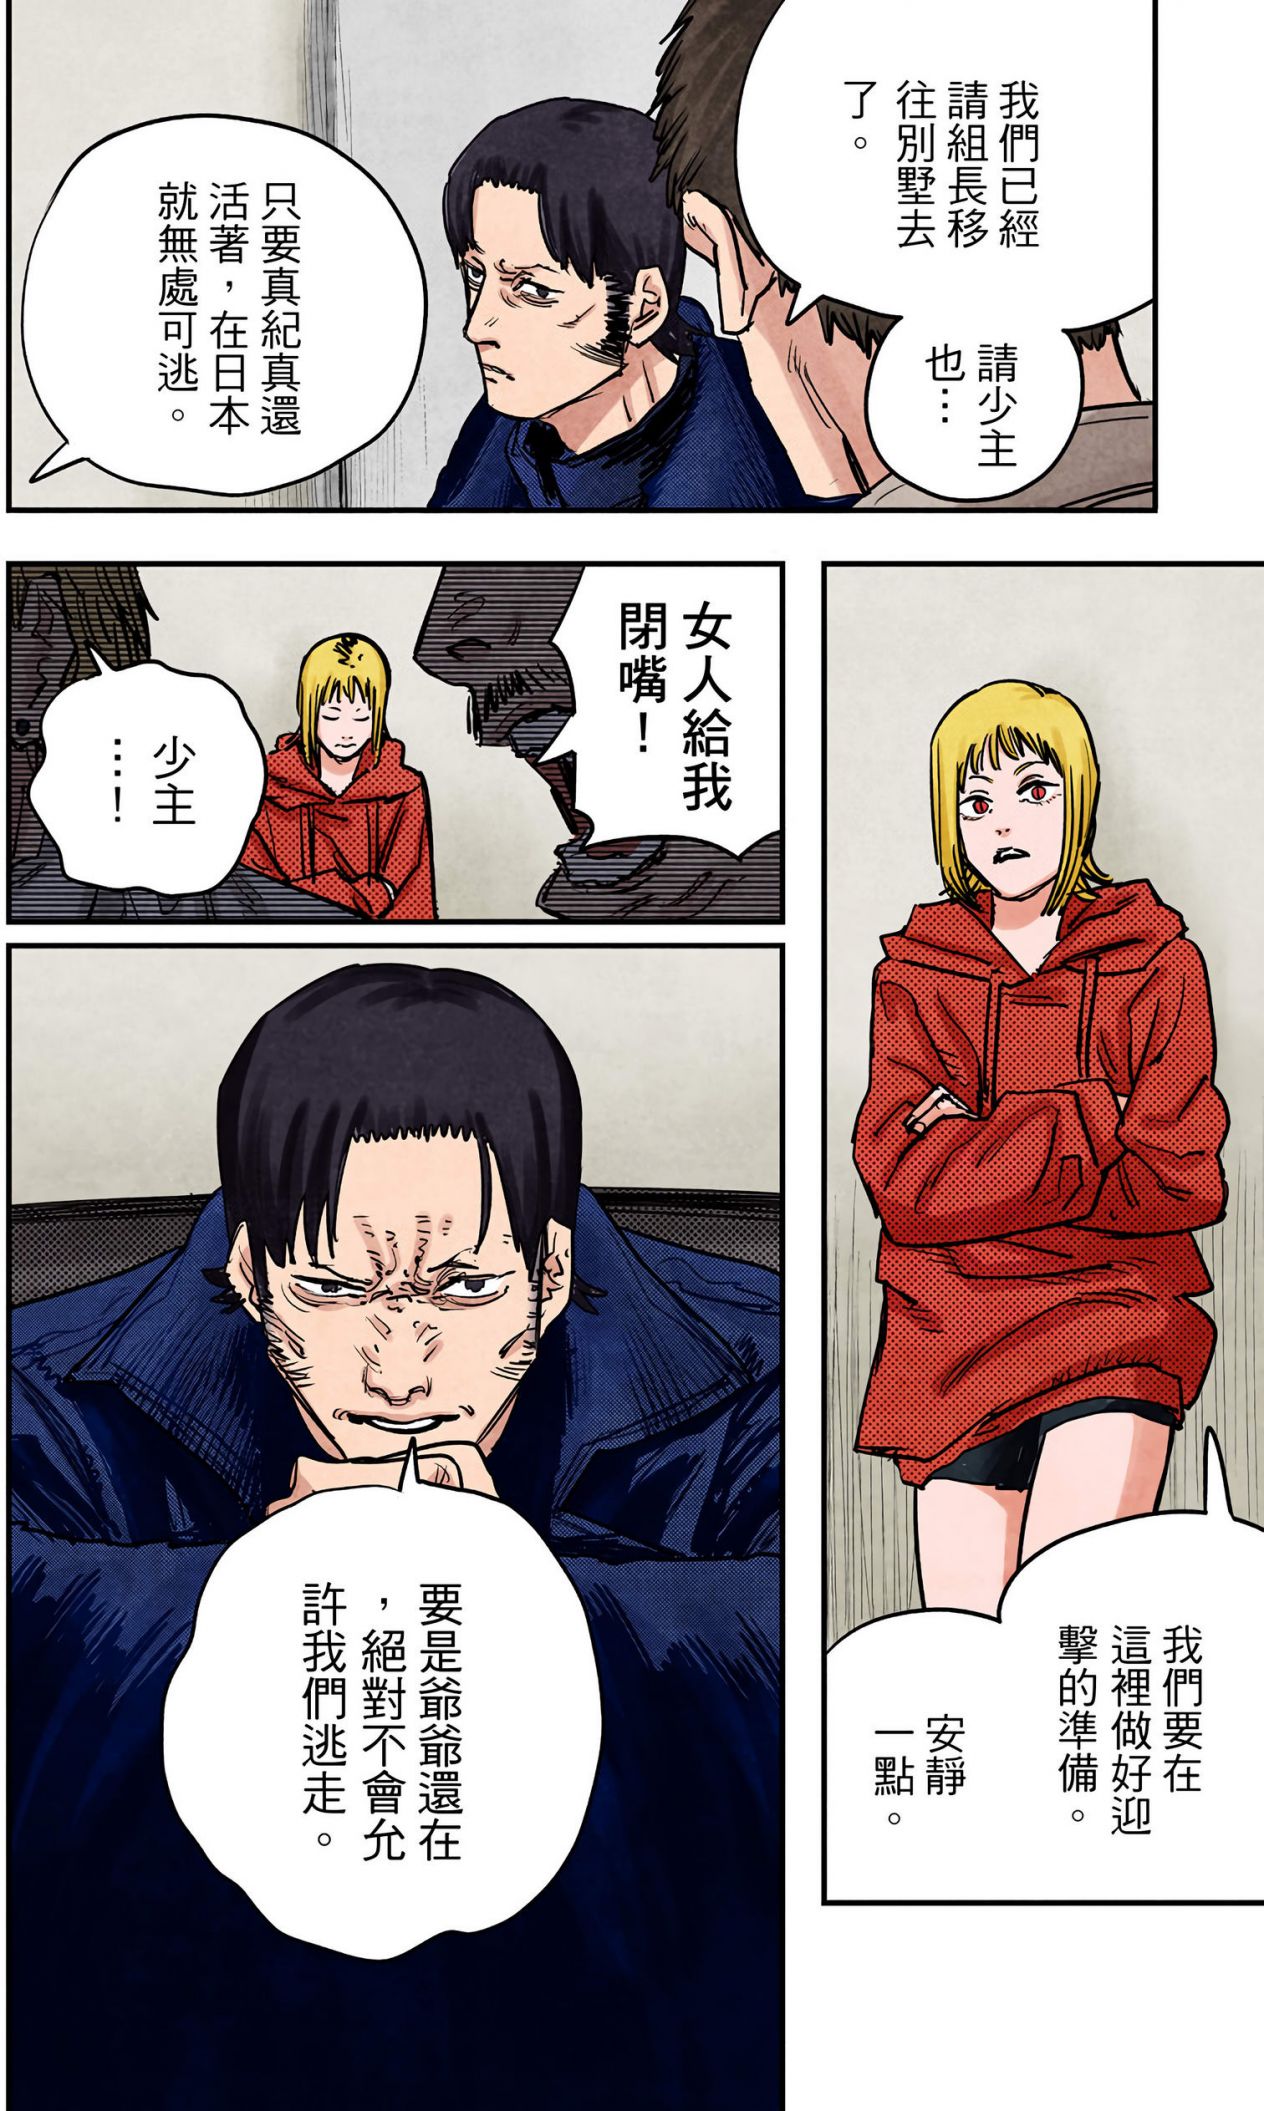 我們已經
請組長移
往別墅去
了。
請少主
也⋯
只要真紀真還
活著，在日本
就無處可逃。
我們要在
這裡做好迎
擊的準備。
安靜
一點。
女人給我
閉嘴！
少主
⋯！
要是爺爺還在
，絕對不會允
許我們逃走。